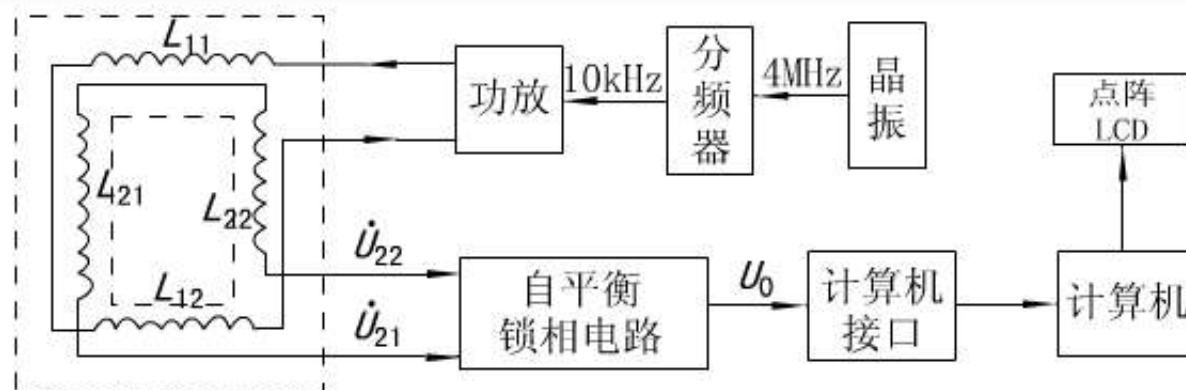 L11
功放
10kHz
分频器
4MHz
晶振
点阵
LCD
L21
L22
L12
U̇22
U̇21
自平衡
锁相电路
U0
计算机
接口
计算机